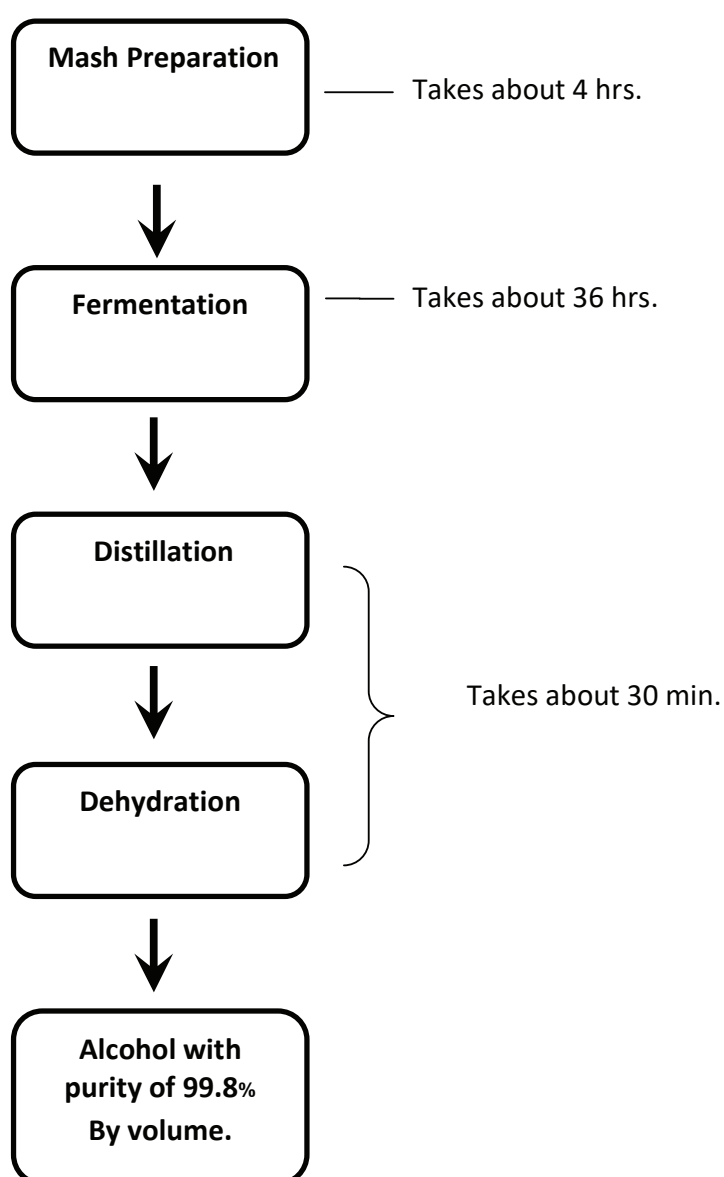 Mash Preparation
Takes about 4 hrs.
Fermentation
Takes about 36 hrs.
Distillation
Takes about 30 min.
Dehydration
Alcohol with
purity of 99.8%
By volume.